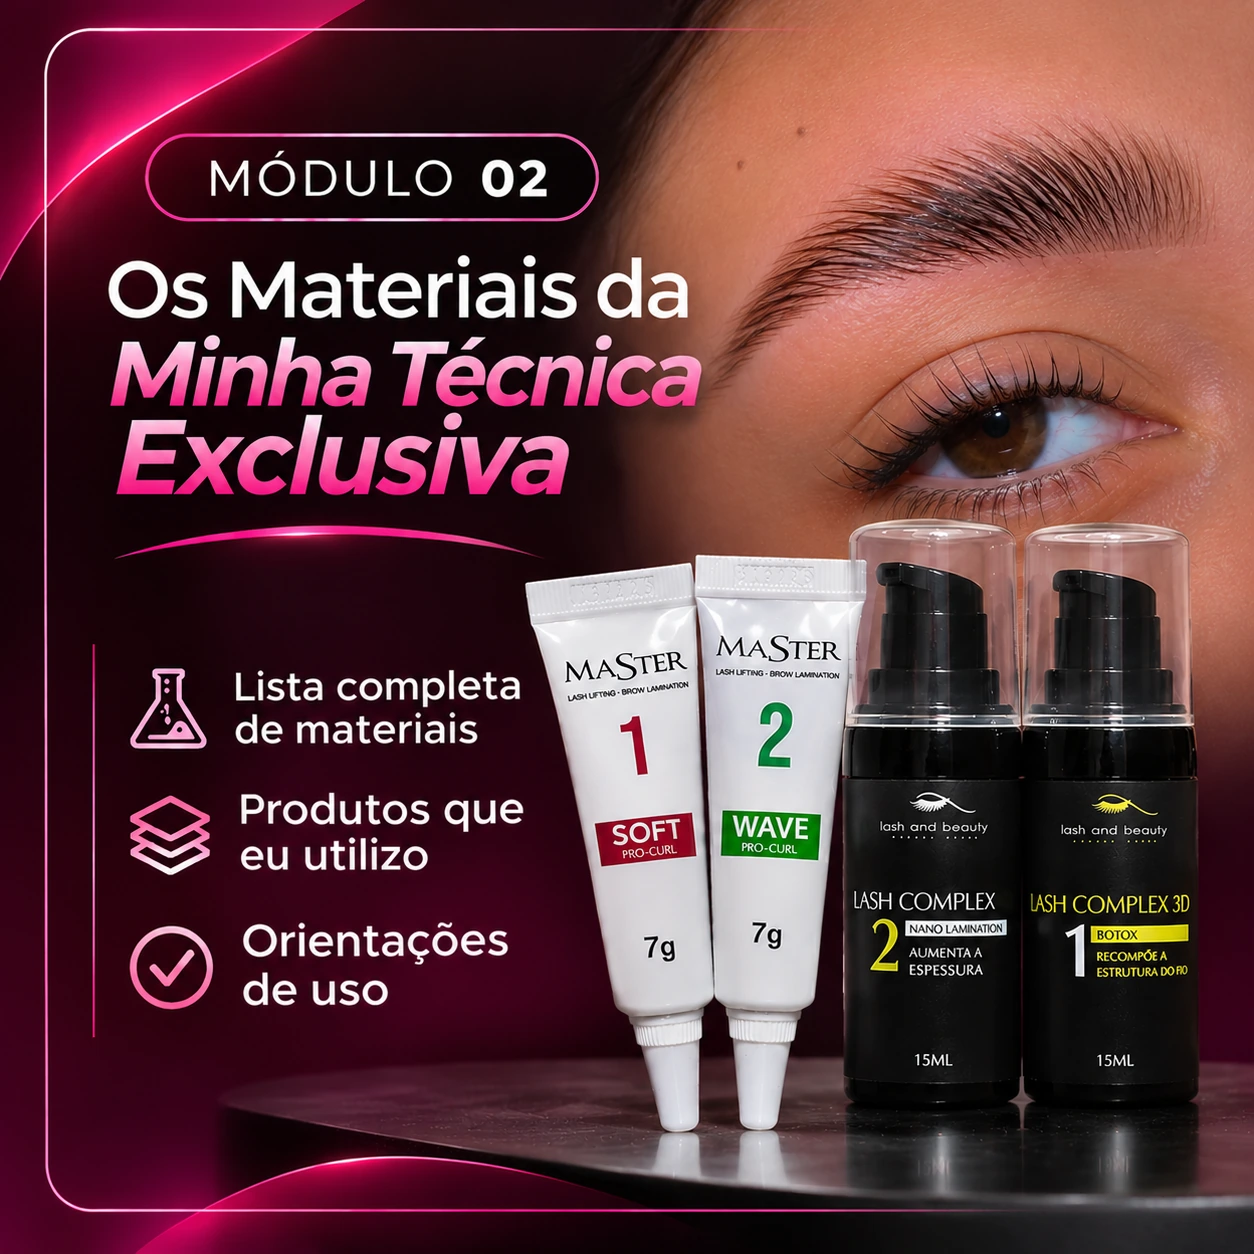 MÓDULO 02
Os Materiais da
Minha Técnica
Exclusiva
Lista completa
de materiais
Produtos que
eu utilizo
Orientações
de uso
MASTER
LASH LIFTING - BROW LAMINATION
1
SOFT
PRO-CURL
7g
MASTER
LASH LIFTING - BROW LAMINATION
2
WAVE
PRO-CURL
7g
lash and beauty
LASH COMPLEX
2
NANO LAMINATION
AUMENTA A
ESPESSURA
15ML
lash and beauty
LASH COMPLEX 3D
1
BOTOX
RECOMPÕE A
ESTRUTURA DO FIO
15ML